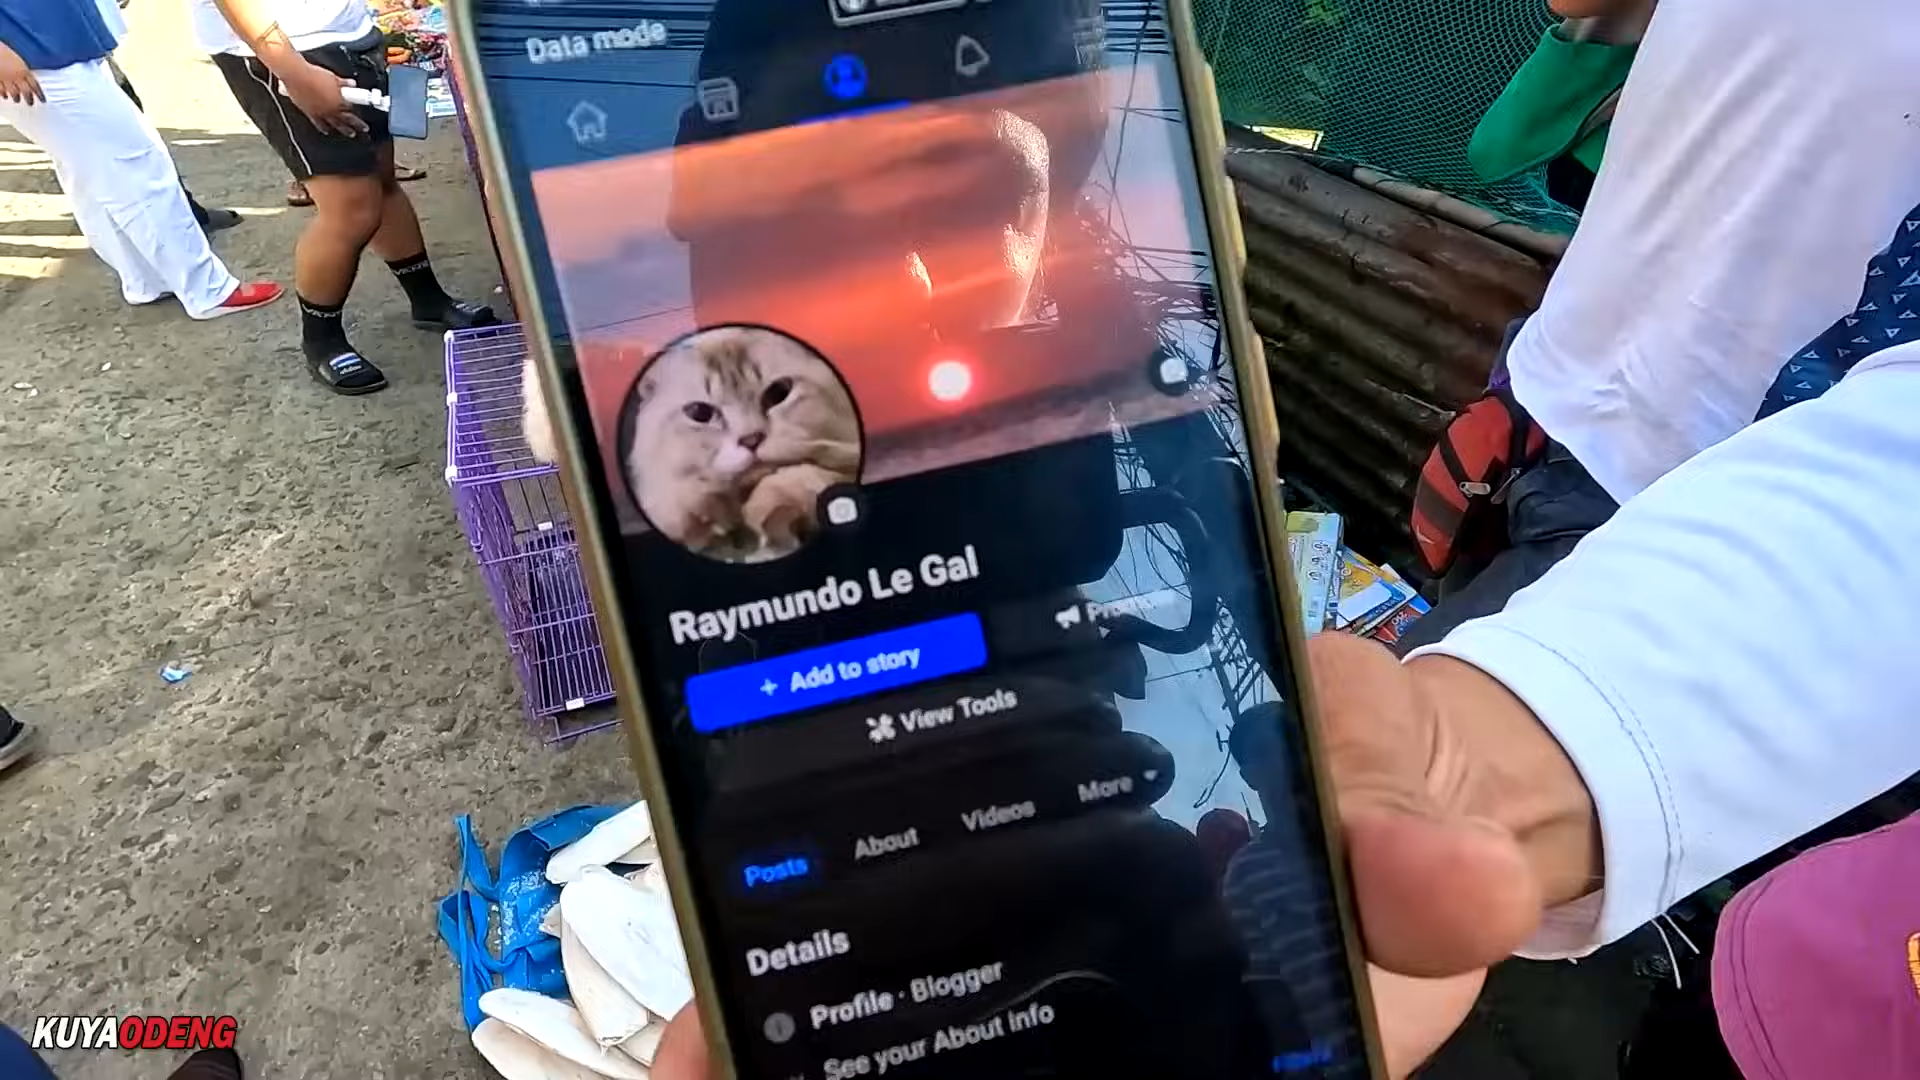 Data mode
Raymundo Le Gal
+ Add to story
View Tools
Posts About Videos More
Details
Profile · Blogger
See your About Info
KUYAODENG